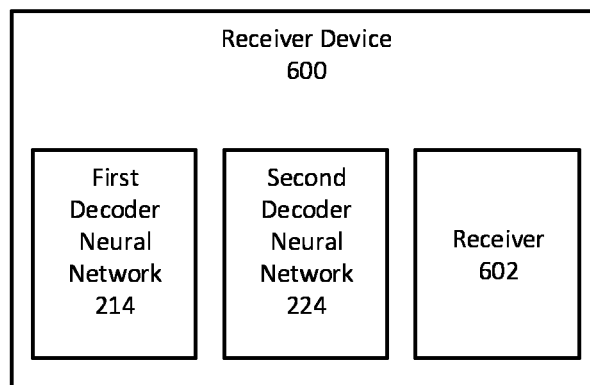 Receiver Device
600
First
Decoder
Neural
Network
214
Second
Decoder
Neural
Network
224
Receiver
602